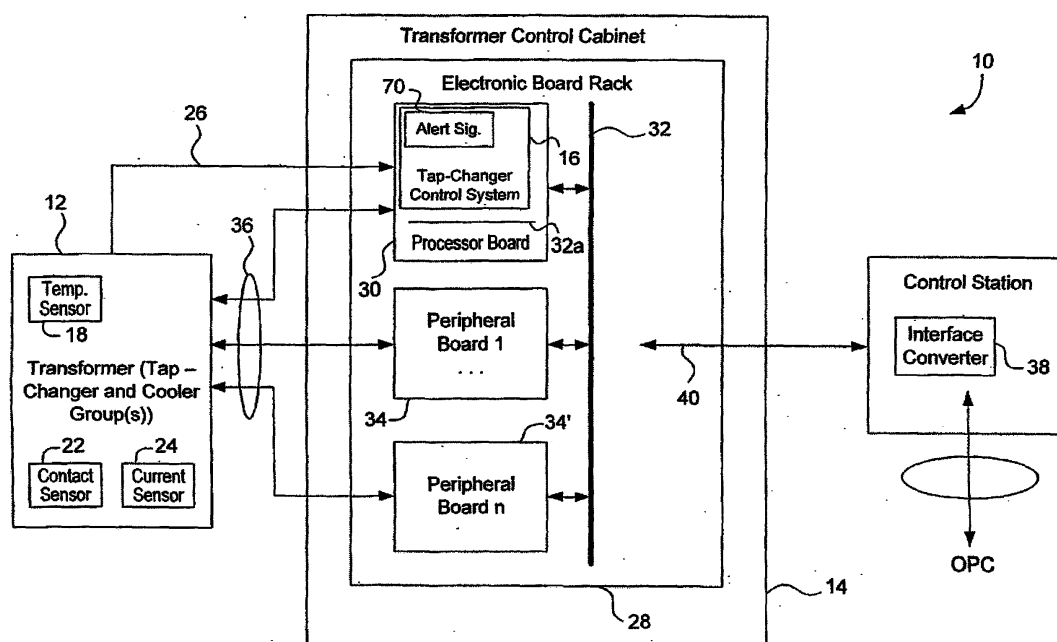 Transformer Control Cabinet
10
Electronic Board Rack
70
Alert Sig.
32
26
16
Tap-Changer
Control System
12
36
32a
Processor Board
30
Temp.
Sensor
18
Control Station
Peripheral
Board 1
. . .
Interface
Converter
38
Transformer (Tap –
Changer and Cooler
Group(s))
40
34
34'
22
24
Contact
Sensor
Current
Sensor
Peripheral
Board n
OPC
14
28